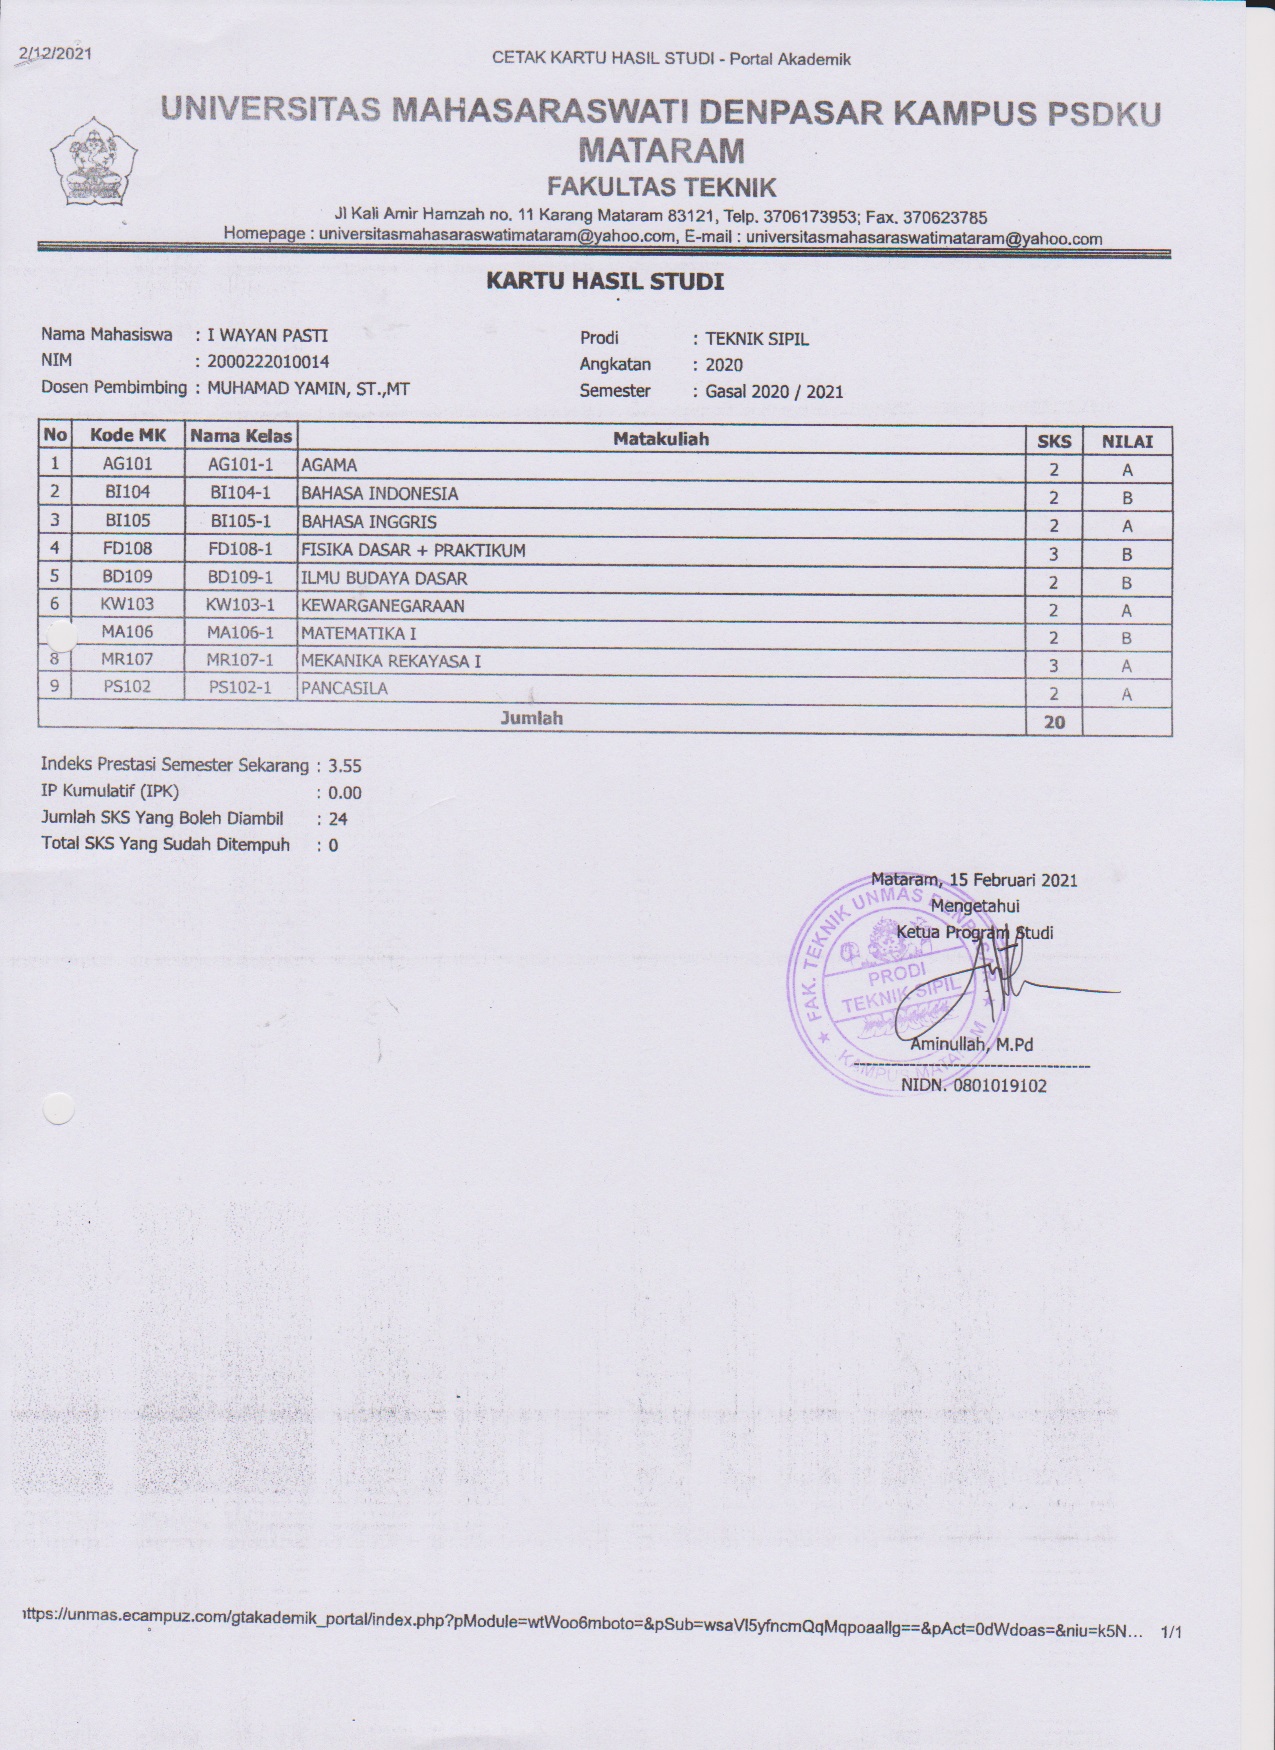 2/12/2021
CETAK KARTU HASIL STUDI - Portal Akademik
UNIVERSITAS MAHASARASWATI DENPASAR KAMPUS PSDKU
MATARAM
FAKULTAS TEKNIK
Jl Kali Amir Hamzah no. 11 Karang Mataram 83121, Telp. 3706173953; Fax. 370623785
Homepage : universitasmahasaraswatimataram@yahoo.com, E-mail : universitasmahasaraswatimataram@yahoo.com
KARTU HASIL STUDI
Nama Mahasiswa : I WAYAN PASTI Prodi : TEKNIK SIPIL
NIM : 2000222010014 Angkatan : 2020
Dosen Pembimbing : MUHAMAD YAMIN, ST.,MT Semester : Gasal 2020 / 2021
No Kode MK Nama Kelas Matakuliah SKS NILAI
1 AG101 AG101-1 AGAMA 2 A
2 BI104 BI104-1 BAHASA INDONESIA 2 B
3 BI105 BI105-1 BAHASA INGGRIS 2 A
4 FD108 FD108-1 FISIKA DASAR + PRAKTIKUM 3 B
5 BD109 BD109-1 ILMU BUDAYA DASAR 2 B
6 KW103 KW103-1 KEWARGANEGARAAN 2 A
MA106 MA106-1 MATEMATIKA I 2 B
8 MR107 MR107-1 MEKANIKA REKAYASA I 3 A
9 PS102 PS102-1 PANCASILA 2 A
Jumlah 20
Indeks Prestasi Semester Sekarang : 3.55
IP Kumulatif (IPK) : 0.00
Jumlah SKS Yang Boleh Diambil : 24
Total SKS Yang Sudah Ditempuh : 0
Mataram, 15 Februari 2021
Mengetahui
Ketua Program Studi
FAK. TEKNIK UNMAS DENPASAR
PRODI
TEKNIK SIPIL
KAMPUS MATARAM
Aminullah, M.Pd
NIDN. 0801019102
ttps://unmas.ecampuz.com/gtakademik_portal/index.php?pModule=wtWoo6mboto=&pSub=wsaVl5yfncmQqMqpoaallg==&pAct=0dWdoas=&niu=k5N... 1/1